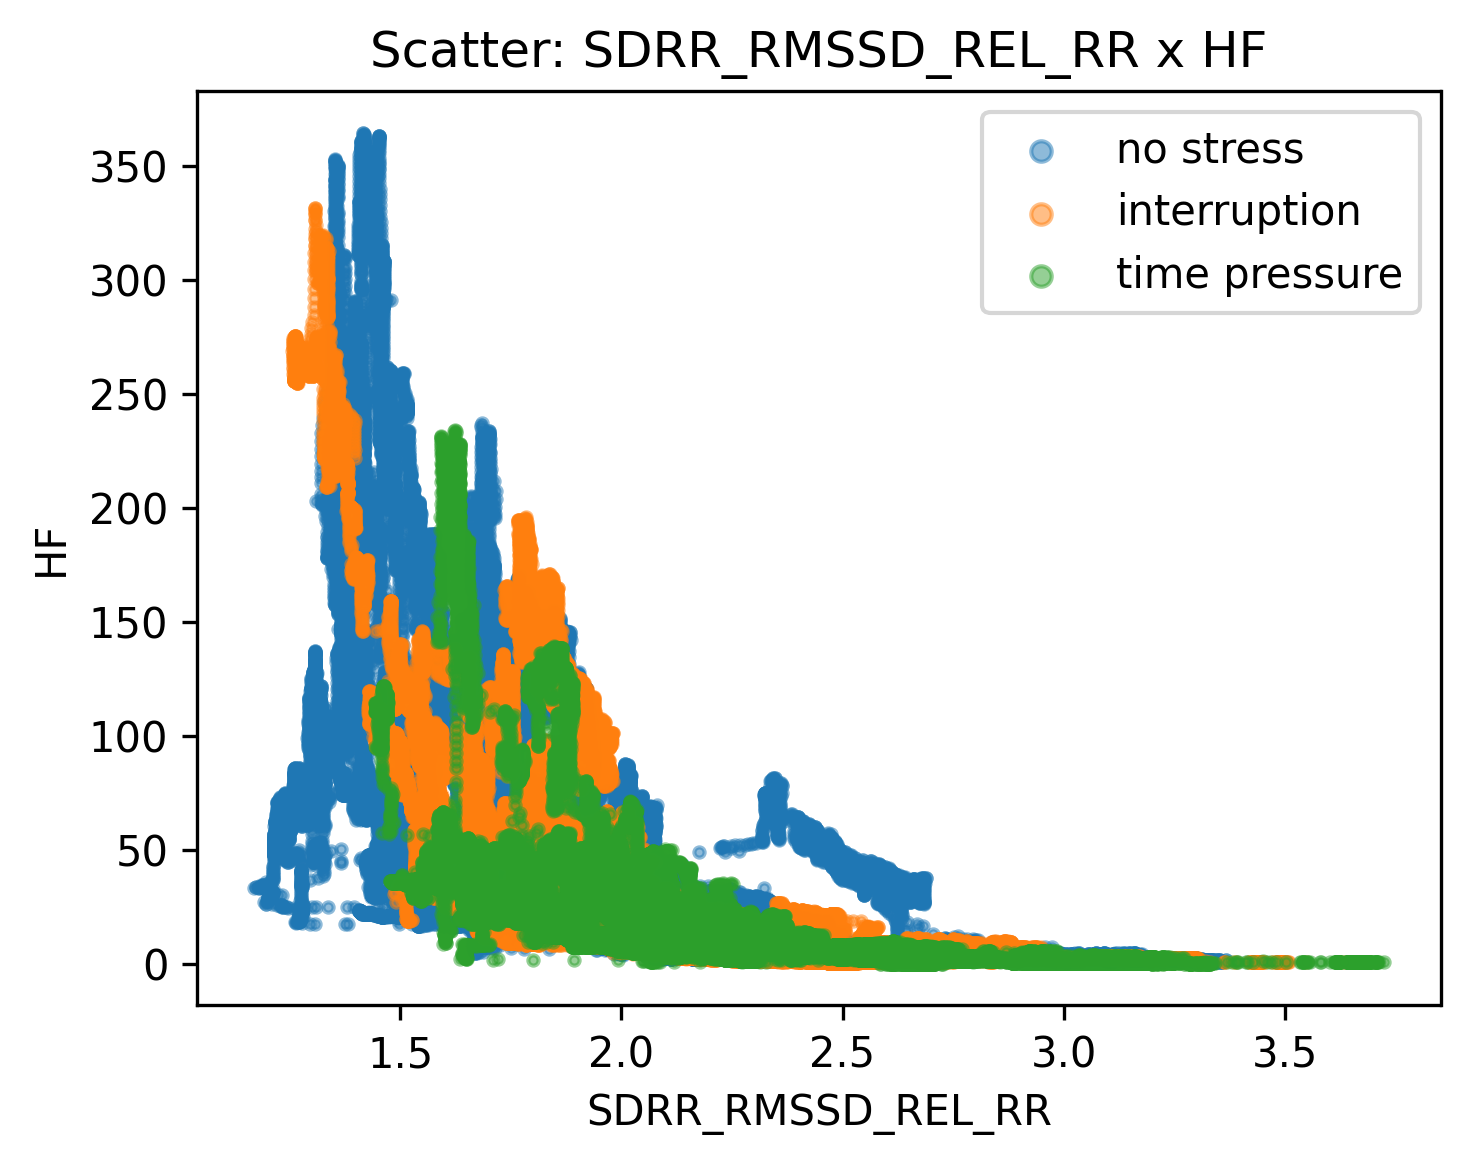 Scatter: SDRR_RMSSD_REL_RR x HF
no stress
interruption
time pressure
350
300
250
200
150
100
50
0
HF
1.5 2.0 2.5 3.0 3.5
SDRR_RMSSD_REL_RR